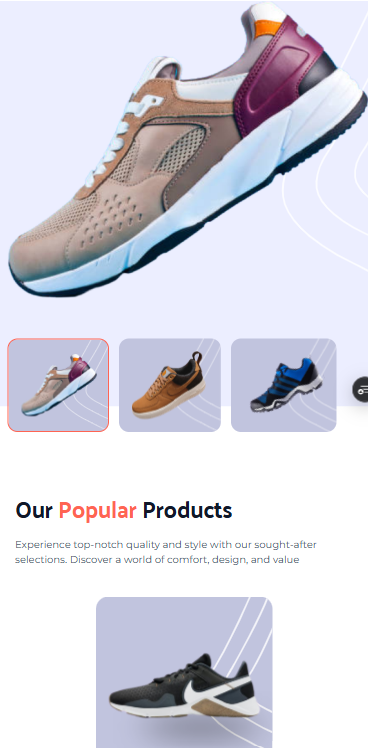 Our Popular Products
Experience top-notch quality and style with our sought-after
selections. Discover a world of comfort, design, and value